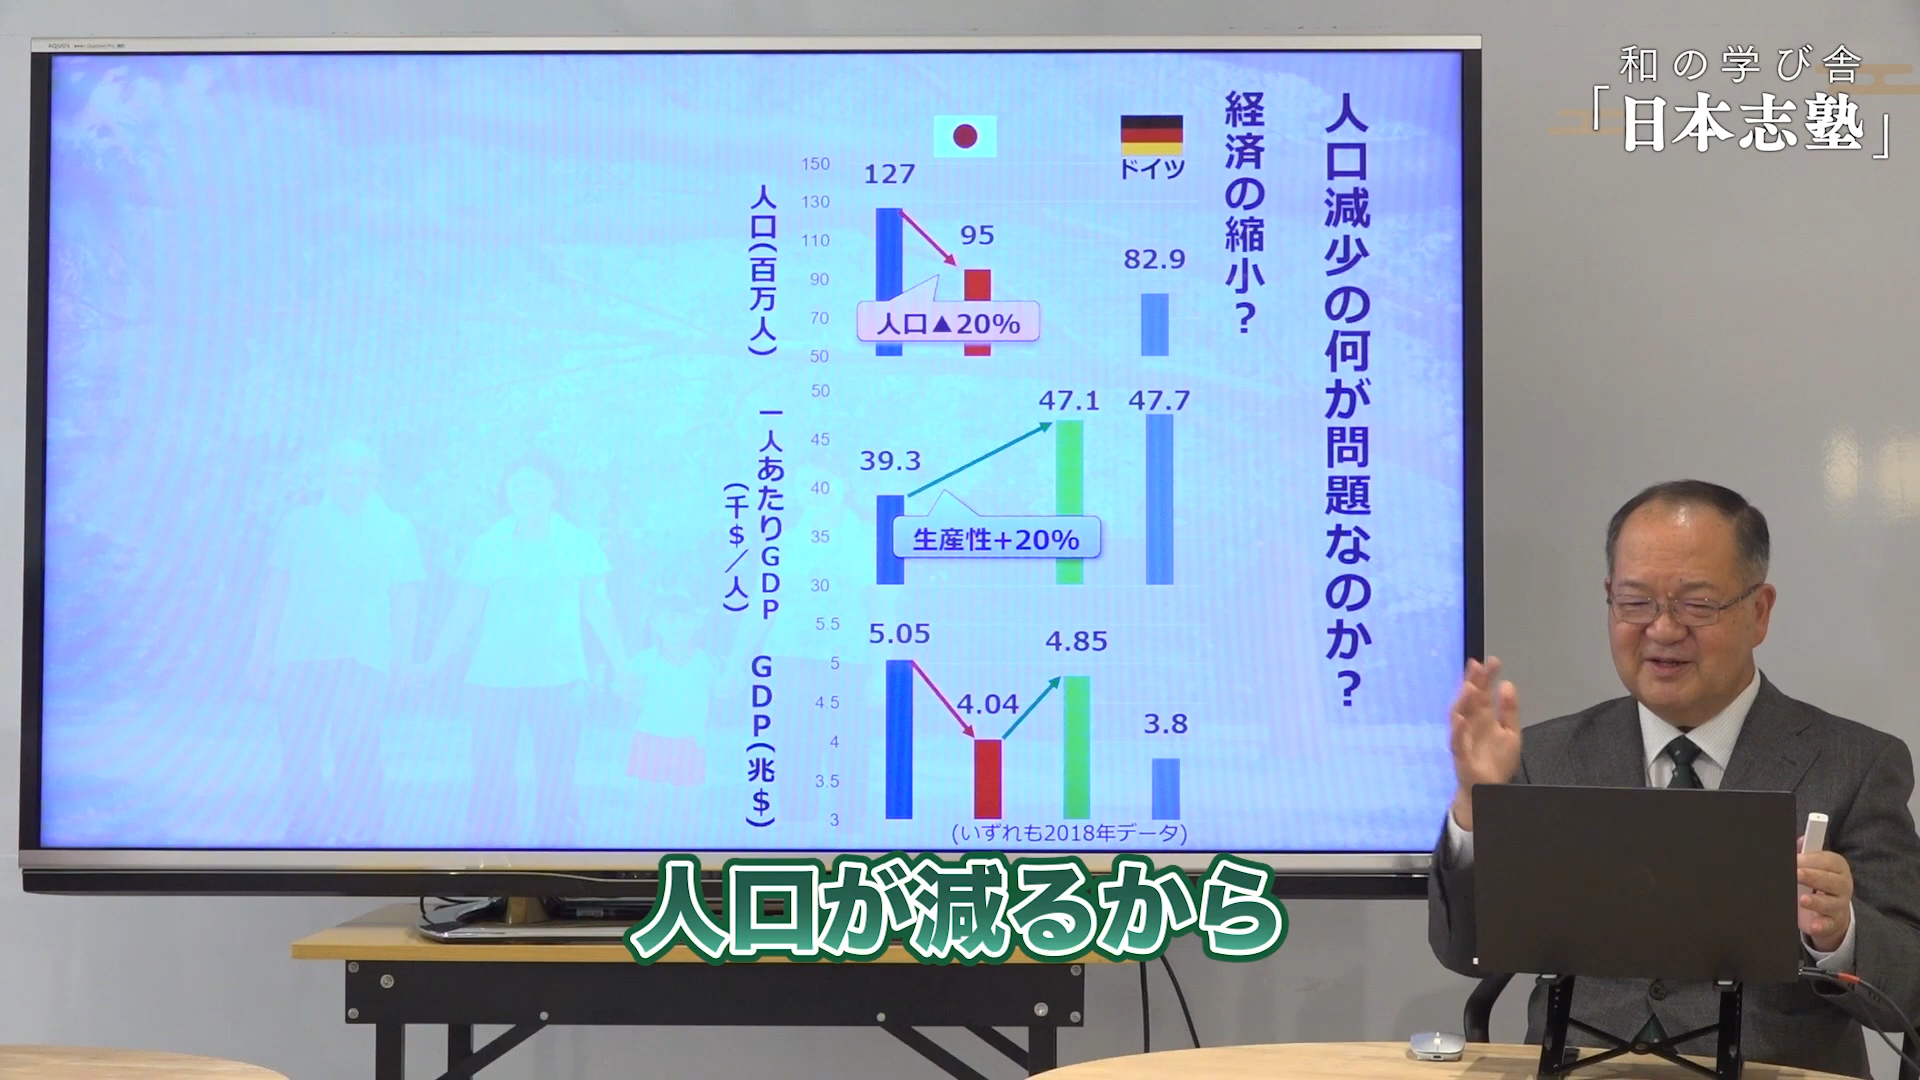 和の学び舎
「日本志塾」
人口減少の何が問題なのか？
経済の縮小？
ドイツ
人口(百万人)
150
130
110
90
70
50
127
95
82.9
人口▲20%
一人あたりGDP
(千$／人)
50
45
40
35
30
39.3
47.1
47.7
生産性+20%
GDP(兆$)
5.5
5
4.5
4
3.5
3
5.05
4.04
4.85
3.8
(いずれも2018年データ)
人口が減るから